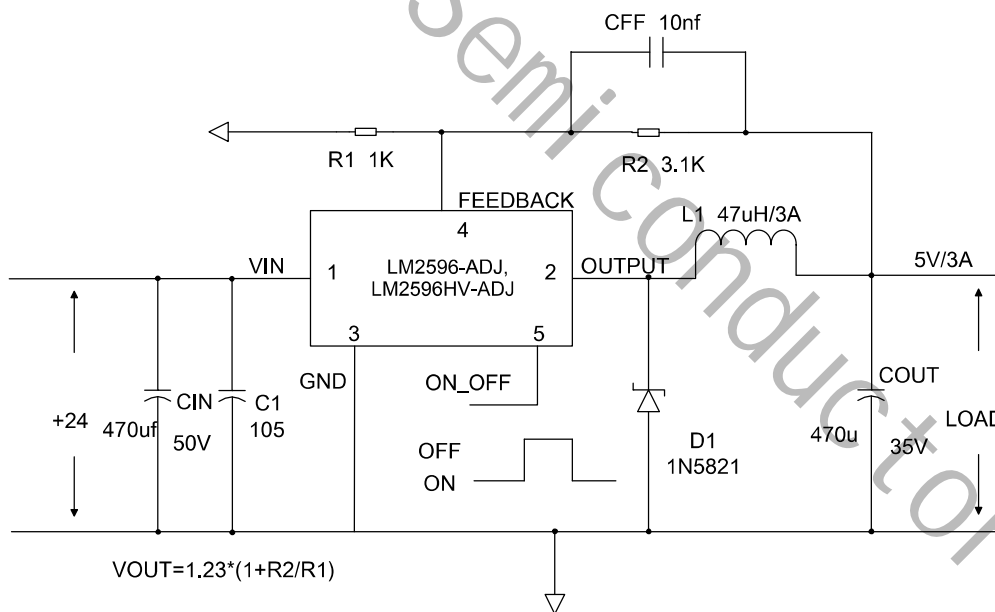 CFF 10nf
R1 1K
R2 3.1K
FEEDBACK
4
L1 47uH/3A
VIN
1
LM2596-ADJ,
LM2596HV-ADJ
2
OUTPUT
5V/3A
3
5
GND
ON_OFF
+24
470uf
CIN
50V
C1
105
OFF
ON
D1
1N5821
COUT
470u
35V
LOAD
VOUT=1.23*(1+R2/R1)
semi conductor